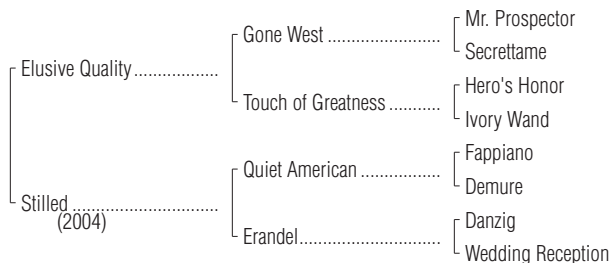 Mr. Prospector
Gone West ........................
Secrettame
Elusive Quality..................
Hero's Honor
Touch of Greatness ...........
Ivory Wand
Fappiano
Quiet American .................
Demure
Stilled ................................
(2004)
Danzig
Erandel..............................
Wedding Reception